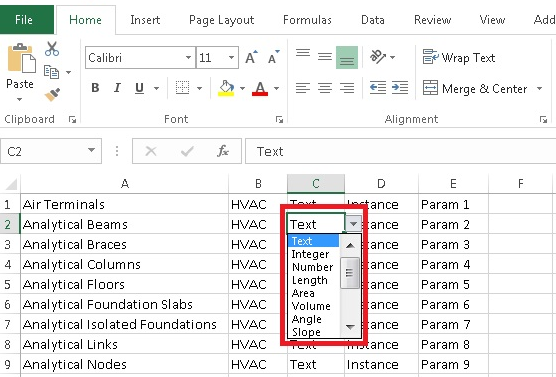 File Home Insert Page Layout Formulas Data Review View Add
Calibri 11 A A Wrap Text
Paste B I U A Merge & Center
Clipboard Font Alignment
C2 fx Text
A B C D E F
1 Air Terminals HVAC Text Instance Param 1
2 Analytical Beams HVAC Text Instance Param 2
3 Analytical Braces HVAC Text Instance Param 3
4 Analytical Columns HVAC Integer Instance Param 4
Number
5 Analytical Floors HVAC Length Instance Param 5
Area
6 Analytical Foundation Slabs HVAC Volume Instance Param 6
7 Analytical Isolated Foundations HVAC Angle Instance Param 7
Slope
8 Analytical Links HVAC Text Instance Param 8
9 Analytical Nodes HVAC Text Instance Param 9